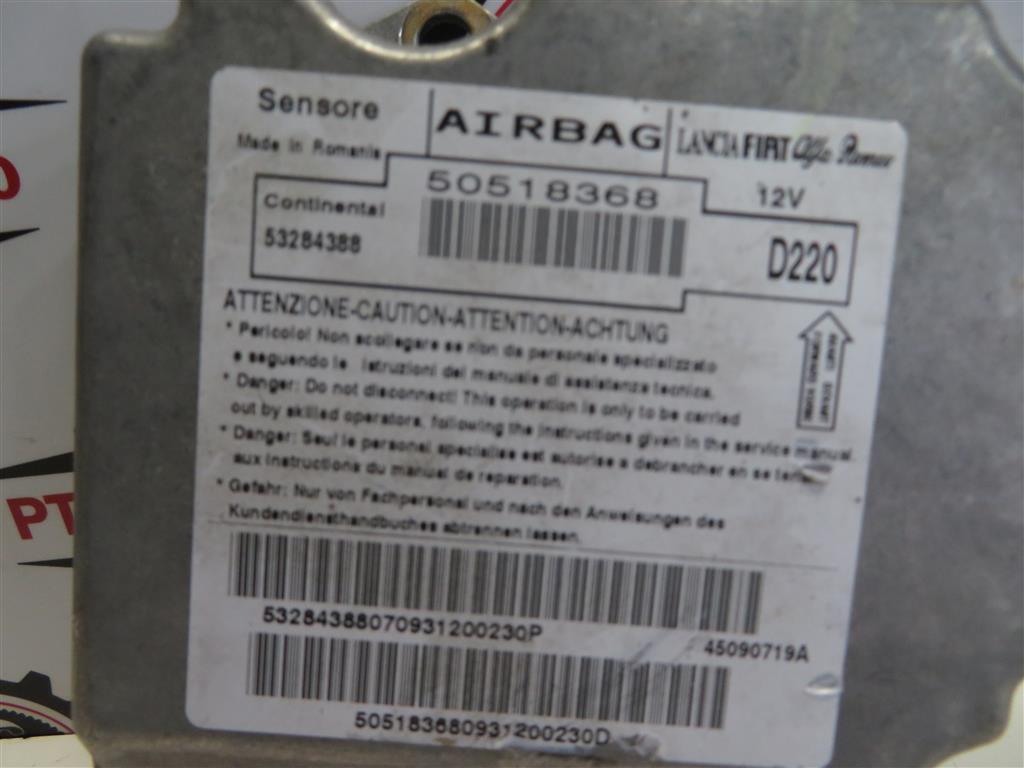 Sensore
AIRBAG
LANCIA FIAT Alfa Romeo
Made in Romania
50518368
12V
Continental
53284388
D220
ATTENZIONE-CAUTION-ATTENTION-ACHTUNG
* Pericolo! Non scollegare se non da personale specializzato
e seguendo le istruzioni del manuale di assistenza tecnica.
* Danger: Do not disconnect! This operation is only to be carried
out by skilled operators, following the instructions given in the service manual.
* Danger: Seul le personal specialise est autorise a debrancher en se
aux instructions du manual de reparation.
* Gefahr: Nur von Fachpersonal und nach den Anweisungen des
Kundendiensthandbuches abtrennen lassen.
53284388070931200230P
45090719A
505183680931200230D
PT